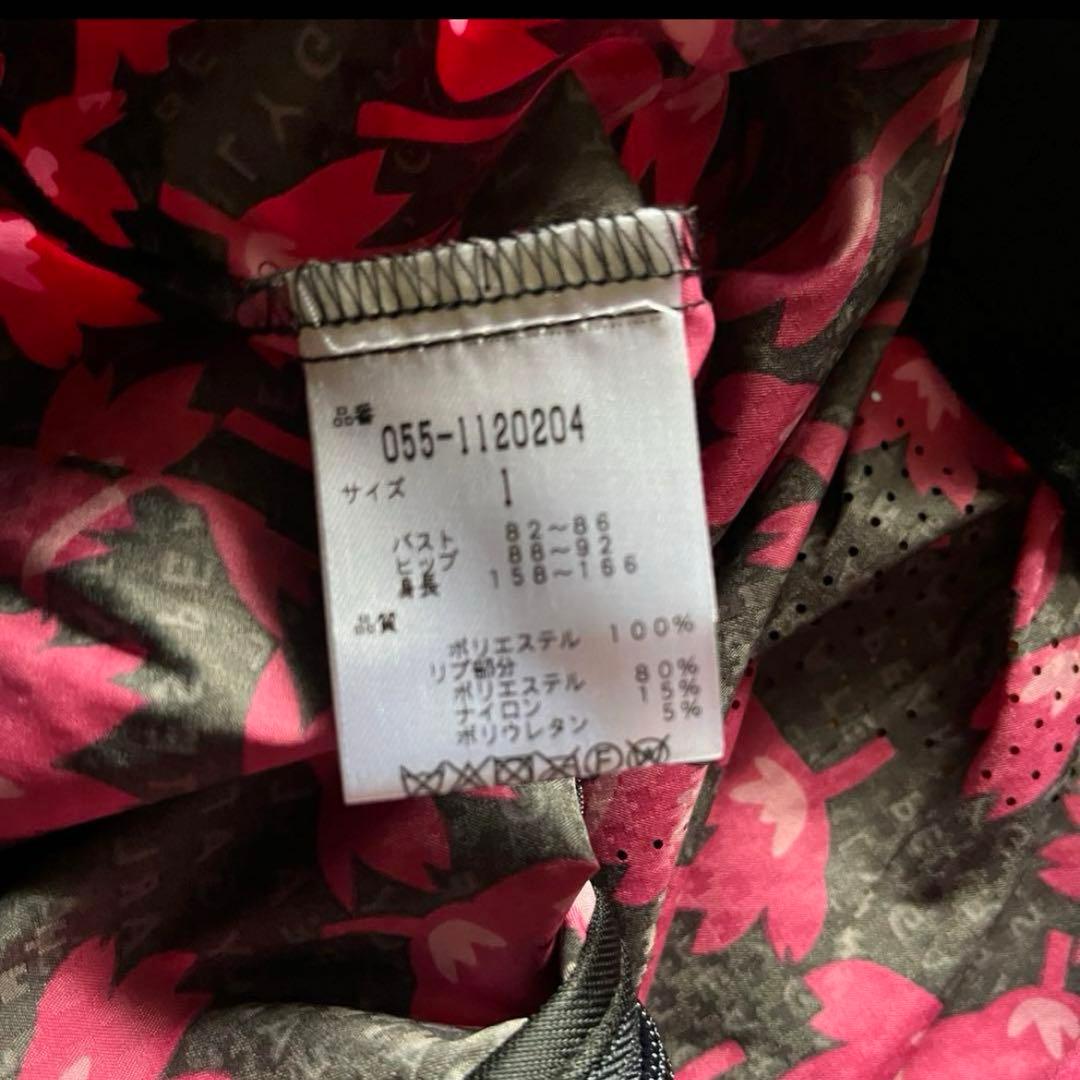 品番
055-1120204
サイズ 1
バスト 82~86
ヒップ 88~92
身長 158~166
品質
ポリエステル 100%
リブ部分
ポリエステル 80%
ナイロン 15%
ポリウレタン 5%
F W